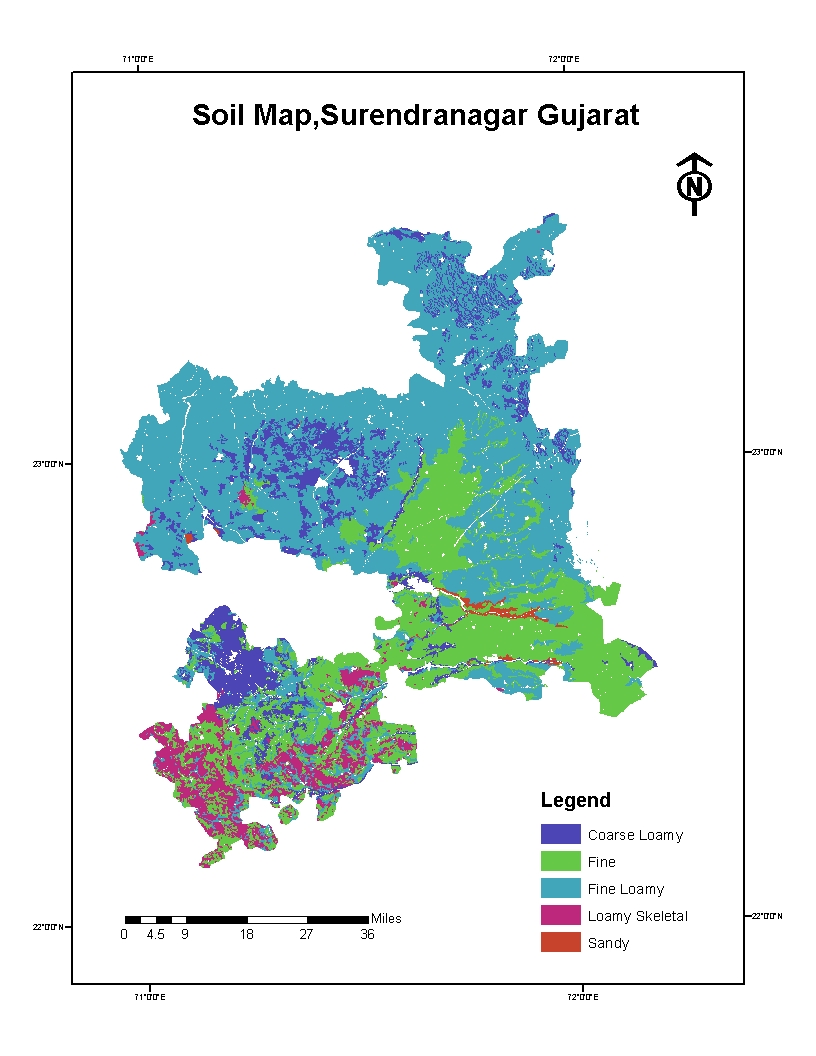 71°0'0"E
72°0'0"E
Soil Map,Surendranagar Gujarat
N
23°0'0"N
23°0'0"N
Legend
Coarse Loamy
Fine
Fine Loamy
Loamy Skeletal
Sandy
Miles
0 4.5 9 18 27 36
22°0'0"N
22°0'0"N
71°0'0"E
72°0'0"E